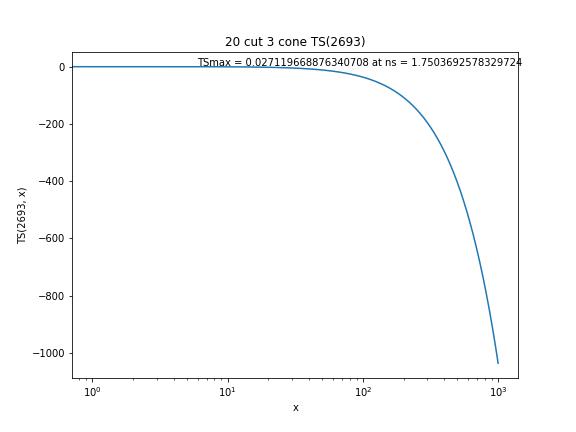 20 cut 3 cone TS(2693)
TSmax = 0.027119668876340708 at ns = 1.7503692578329724
TS(2693, x)
0
−200
−400
−600
−800
−1000
10⁰
10¹
10²
10³
x